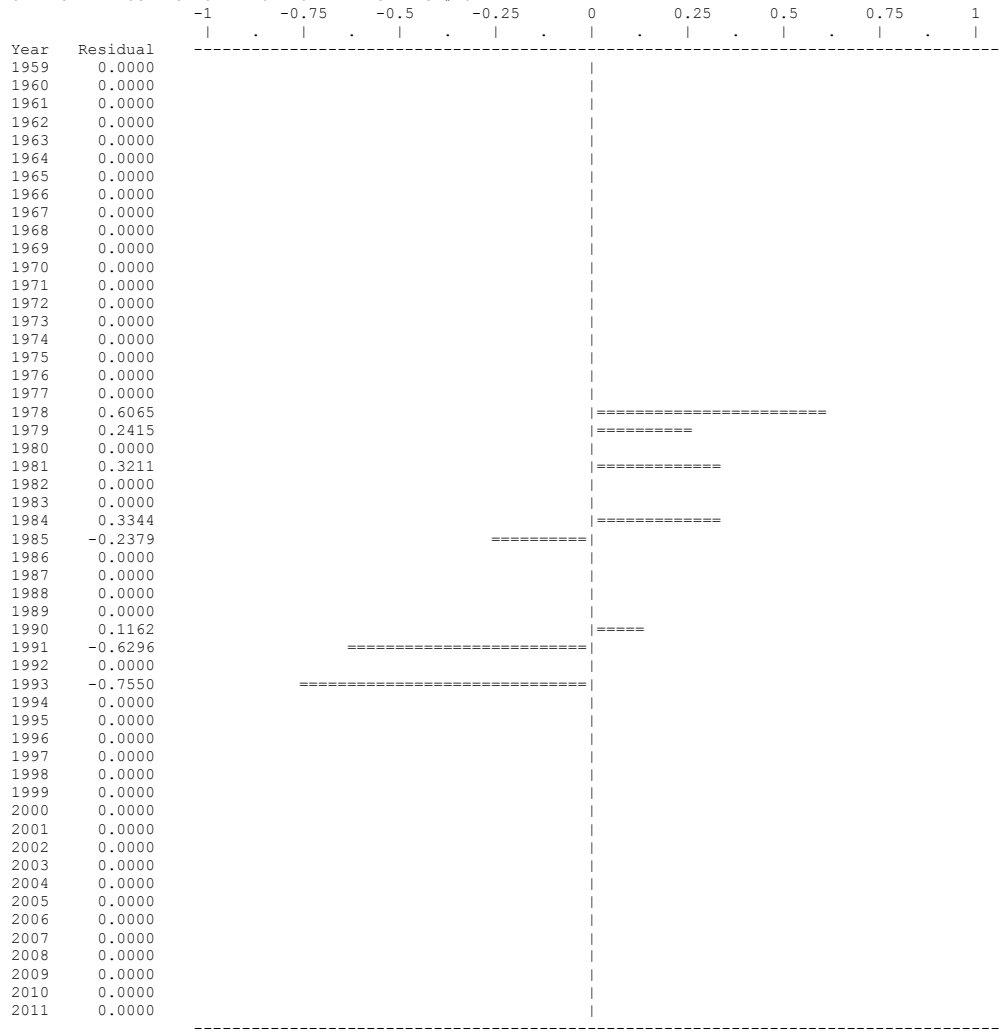 -1 -0.75 -0.5 -0.25 0 0.25 0.5 0.75 1
| . | . | . | . | . | . | . | . |
Year Residual ------------------------------------------------------------------------------------
1959 0.0000 |
1960 0.0000 |
1961 0.0000 |
1962 0.0000 |
1963 0.0000 |
1964 0.0000 |
1965 0.0000 |
1966 0.0000 |
1967 0.0000 |
1968 0.0000 |
1969 0.0000 |
1970 0.0000 |
1971 0.0000 |
1972 0.0000 |
1973 0.0000 |
1974 0.0000 |
1975 0.0000 |
1976 0.0000 |
1977 0.0000 |
1978 0.6065 |========================
1979 0.2415 |==========
1980 0.0000 |
1981 0.3211 |=============
1982 0.0000 |
1983 0.0000 |
1984 0.3344 |=============
1985 -0.2379 ==========|
1986 0.0000 |
1987 0.0000 |
1988 0.0000 |
1989 0.0000 |
1990 0.1162 |=====
1991 -0.6296 =========================|
1992 0.0000 |
1993 -0.7550 ==============================|
1994 0.0000 |
1995 0.0000 |
1996 0.0000 |
1997 0.0000 |
1998 0.0000 |
1999 0.0000 |
2000 0.0000 |
2001 0.0000 |
2002 0.0000 |
2003 0.0000 |
2004 0.0000 |
2005 0.0000 |
2006 0.0000 |
2007 0.0000 |
2008 0.0000 |
2009 0.0000 |
2010 0.0000 |
2011 0.0000 |
------------------------------------------------------------------------------------